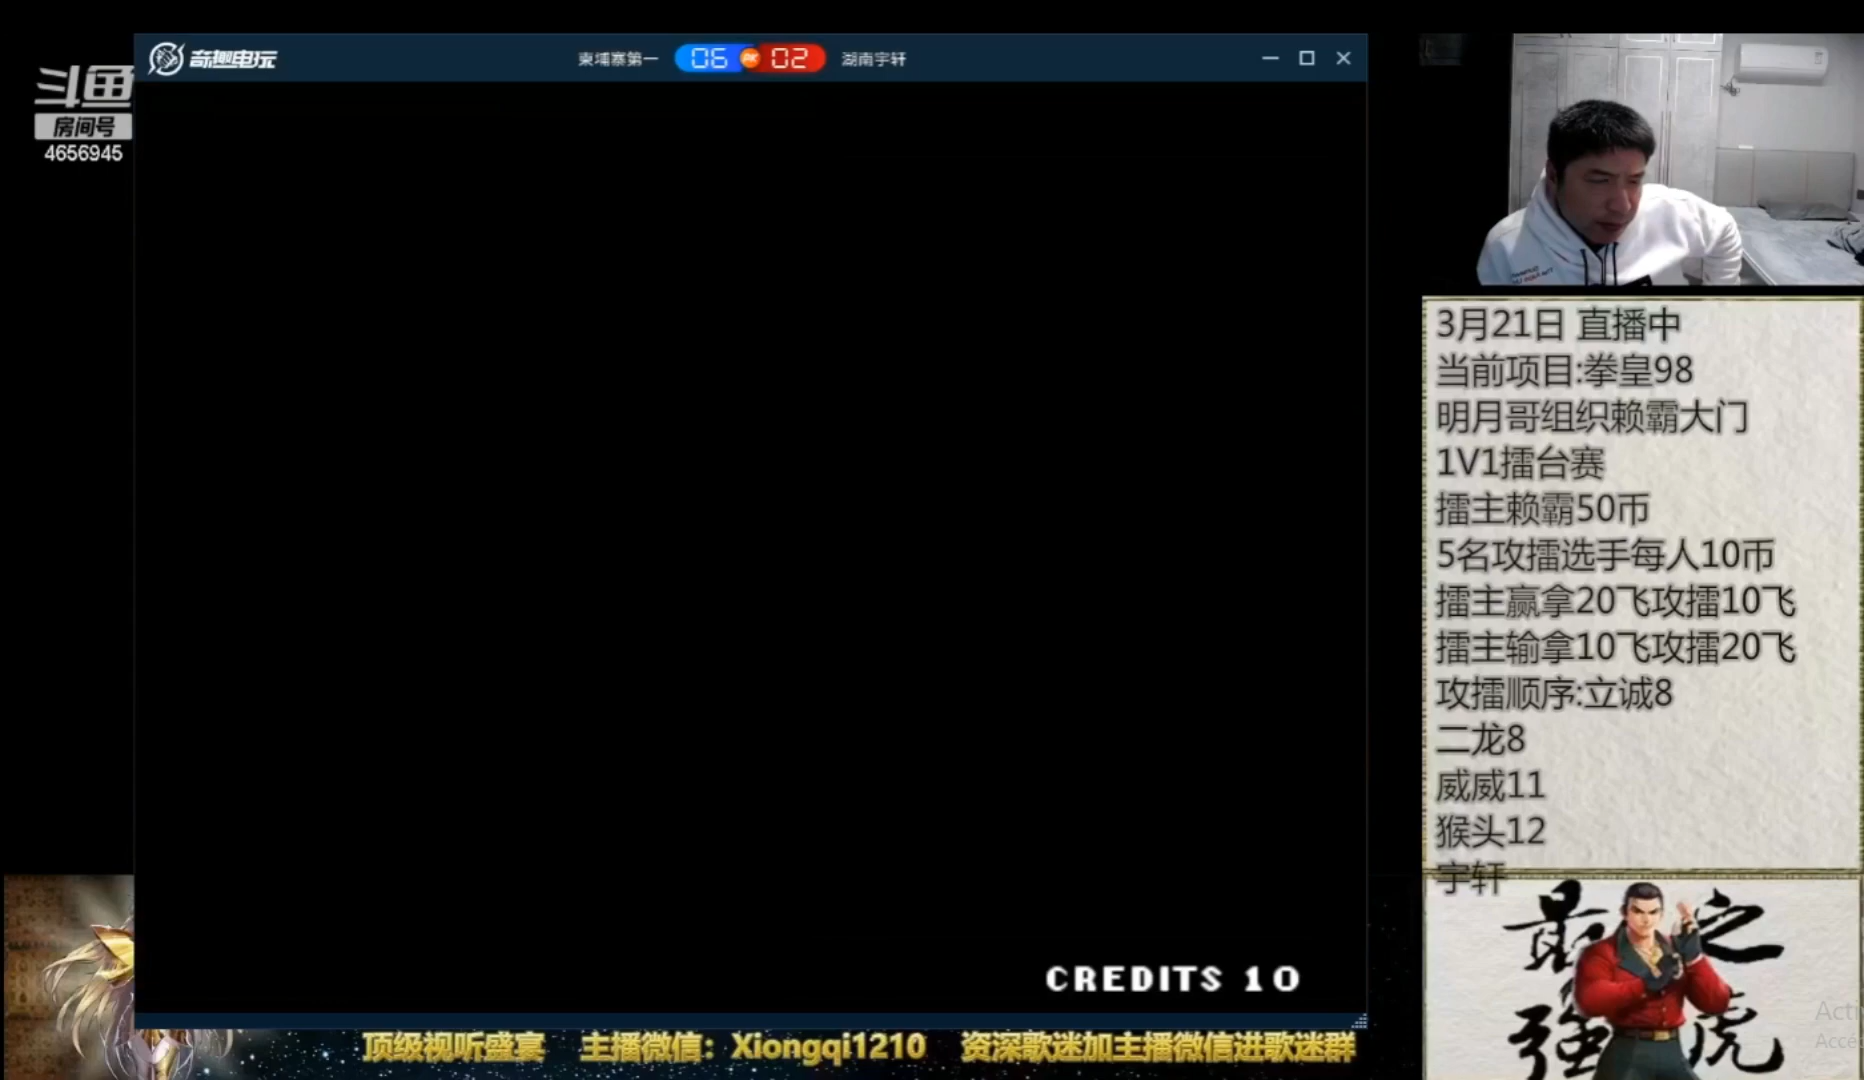 斗鱼
房间号
4656945
奇趣电玩
柬埔寨第一 06 PK 02 湖南宇轩
CREDITS 10
3月21日 直播中
当前项目:拳皇98
明月哥组织赖霸大门
1V1擂台赛
擂主赖霸50币
5名攻擂选手每人10币
擂主赢拿20飞攻擂10飞
擂主输拿10飞攻擂20飞
攻擂顺序:立诚8
二龙8
威威11
猴头12
宇轩
最 之
强 虎
顶级视听盛宴 主播微信：Xiongqi1210 资深歌迷加主播微信进歌迷群